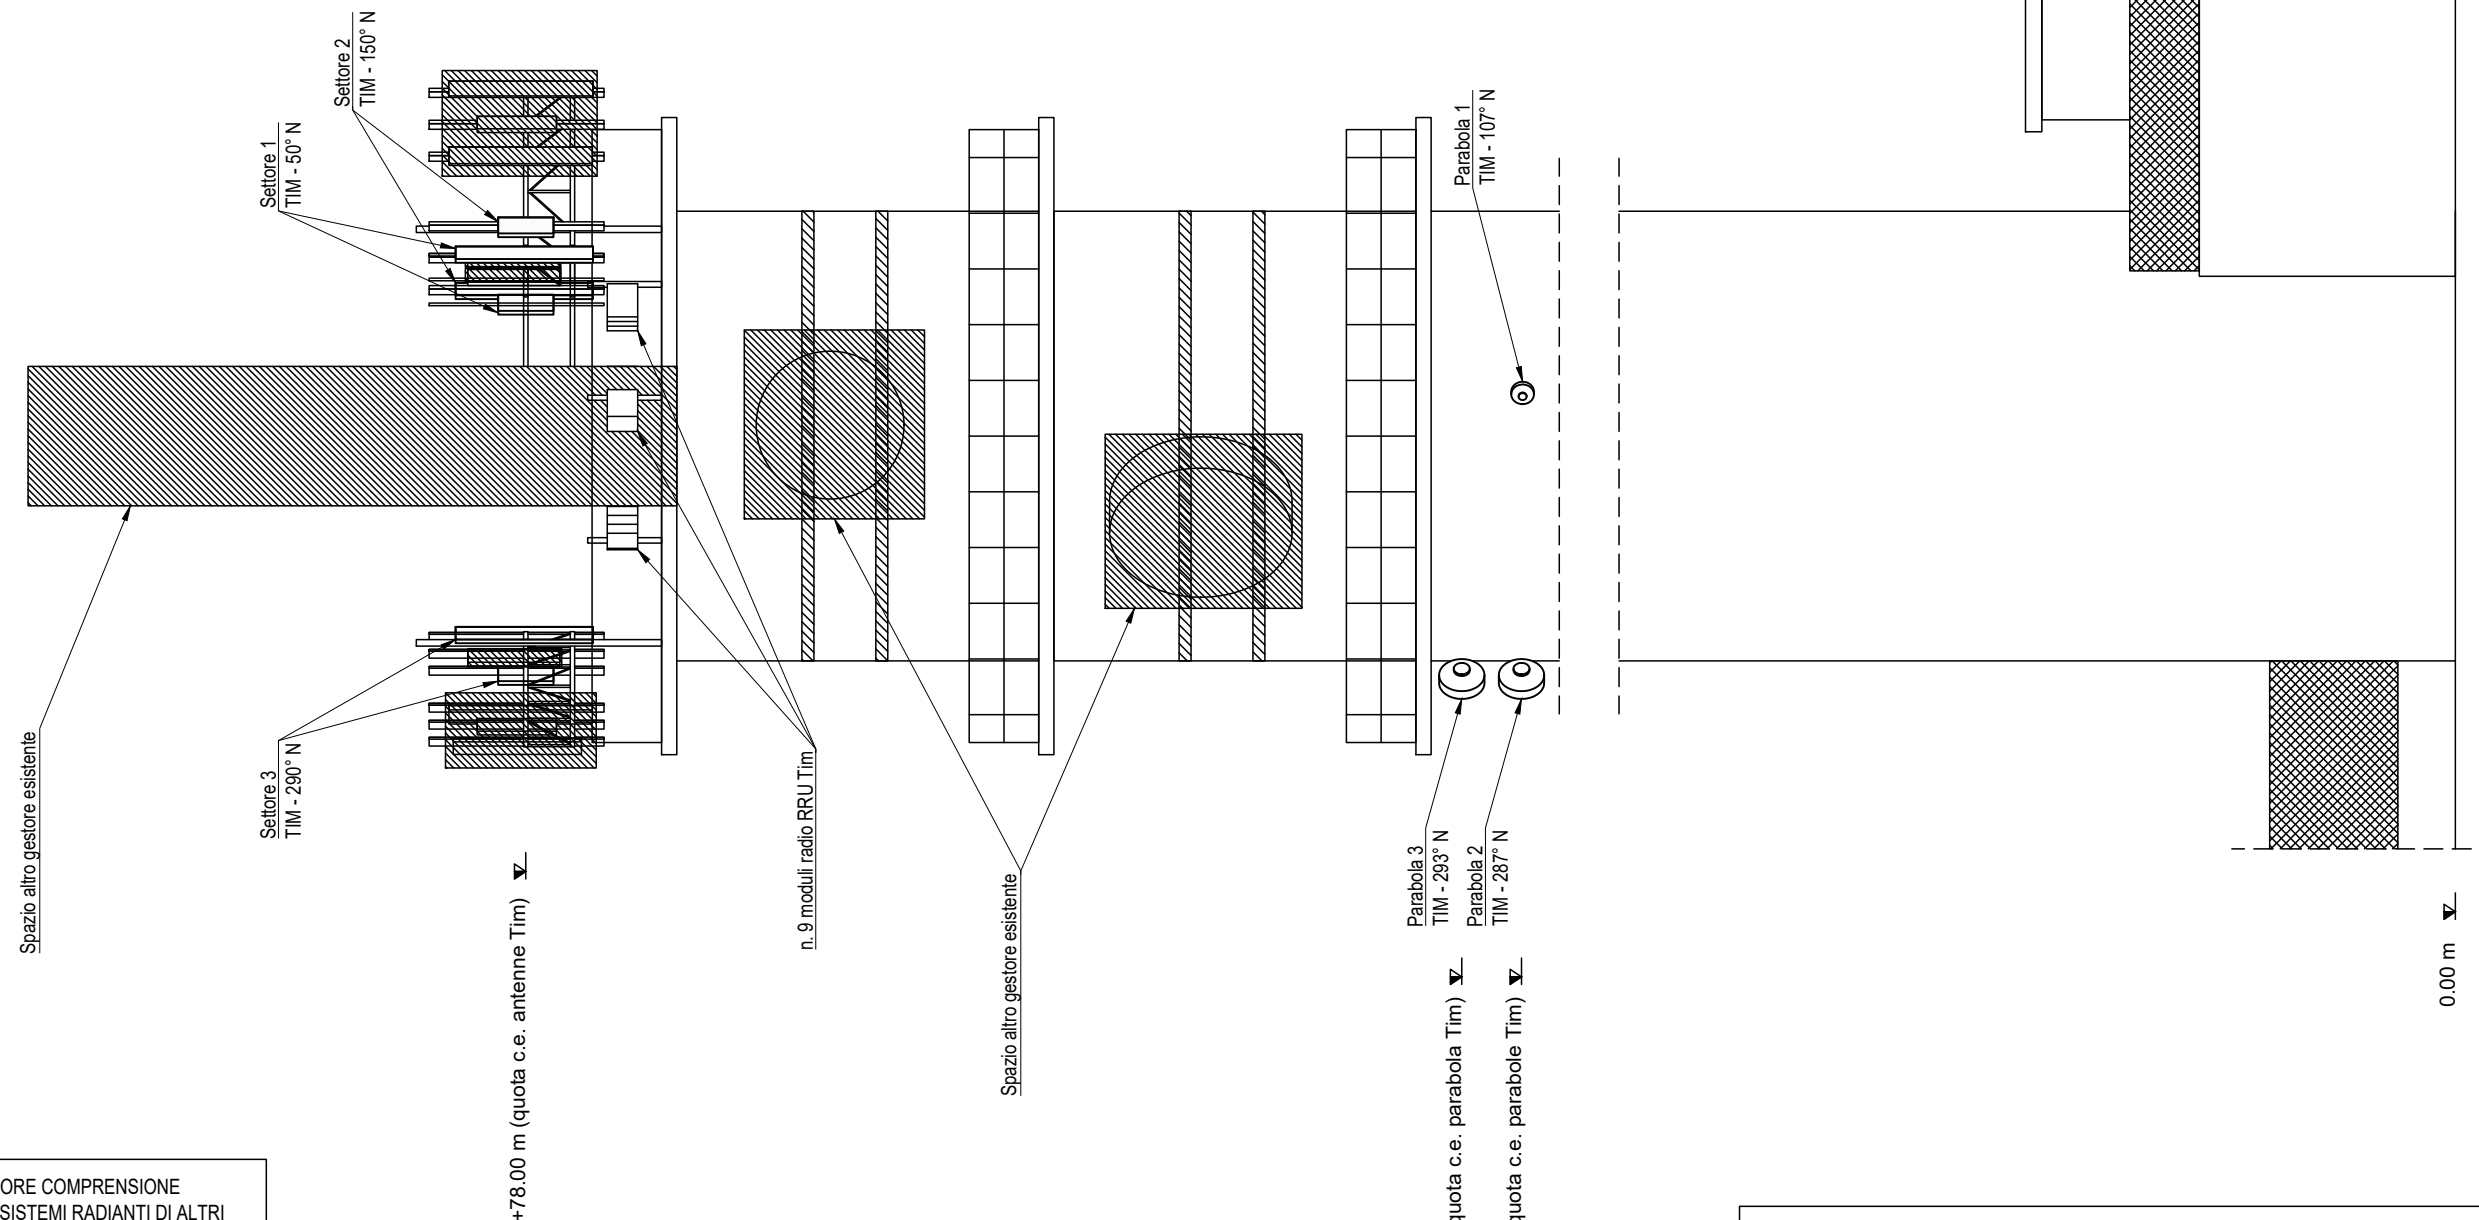 Spazio altro gestore esistente
Settore 3
TIM - 290° N
Settore 1
TIM - 50° N
Settore 2
TIM - 150° N
+78.00 m (quota c.e. antenne Tim)
n. 9 moduli radio RRU Tim
Spazio altro gestore esistente
Parabola 1
TIM - 107° N
Parabola 3
TIM - 293° N
Parabola 2
TIM - 287° N
quota c.e. parabola Tim)
quota c.e. parabole Tim)
0.00 m
ORE COMPRENSIONE
SISTEMI RADIANTI DI ALTRI